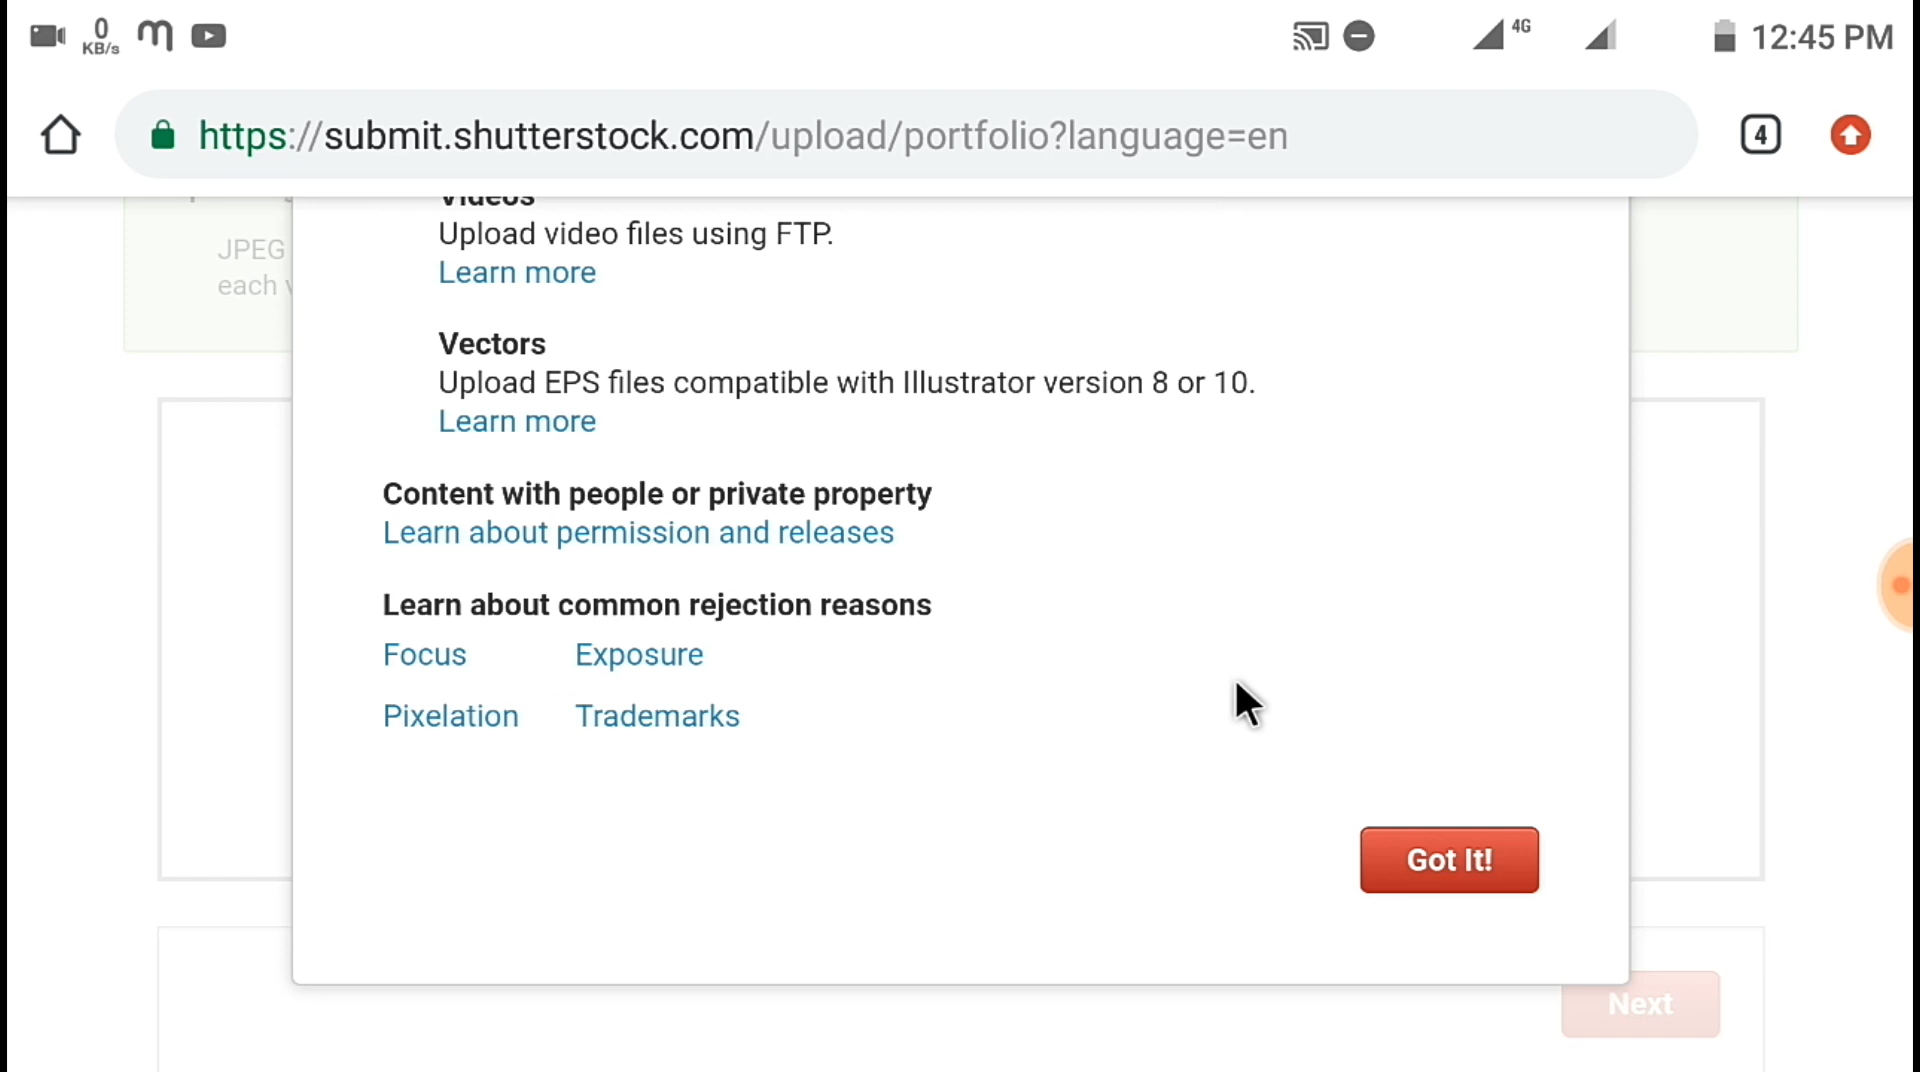 0
KB/s
4G
12:45 PM
https://submit.shutterstock.com/upload/portfolio?language=en
4
Videos
Upload video files using FTP.
Learn more
JPEG
each
Vectors
Upload EPS files compatible with Illustrator version 8 or 10.
Learn more
Content with people or private property
Learn about permission and releases
Learn about common rejection reasons
Focus Exposure
Pixelation Trademarks
Got It!
Next